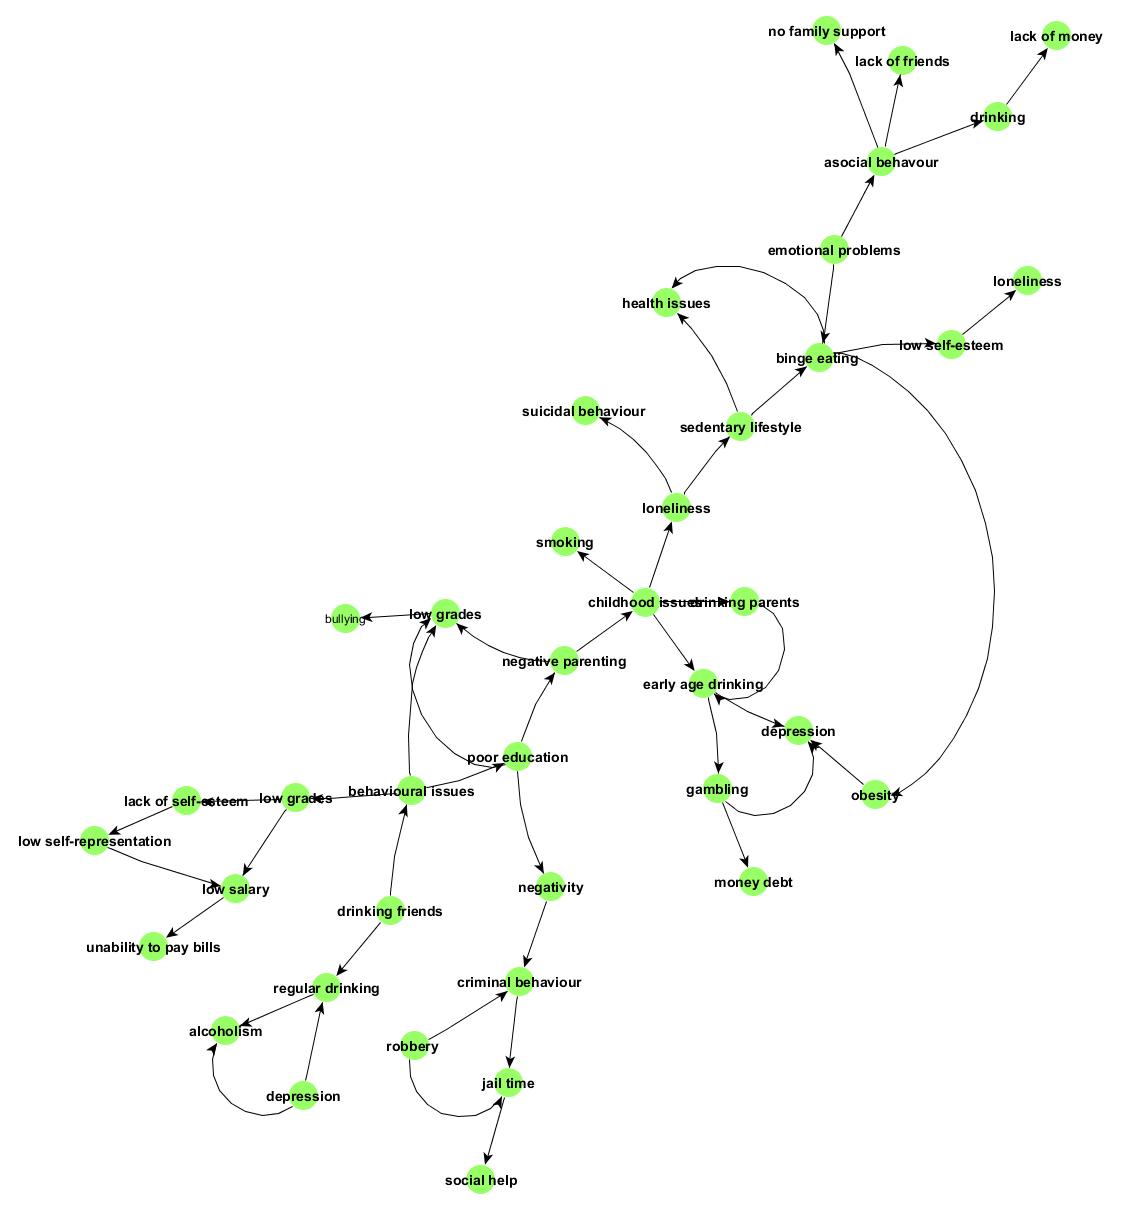 no family support
lack of money
lack of friends
drinking
asocial behavour
emotional problems
loneliness
health issues
low self-esteem
binge eating
suicidal behaviour
sedentary lifestyle
loneliness
smoking
childhood issues
drinking parents
bullying
low grades
negative parenting
early age drinking
depression
poor education
gambling
behavioural issues
obesity
low grades
lack of self-esteem
low self-representation
money debt
negativity
low salary
drinking friends
unability to pay bills
criminal behaviour
regular drinking
alcoholism
robbery
jail time
depression
social help